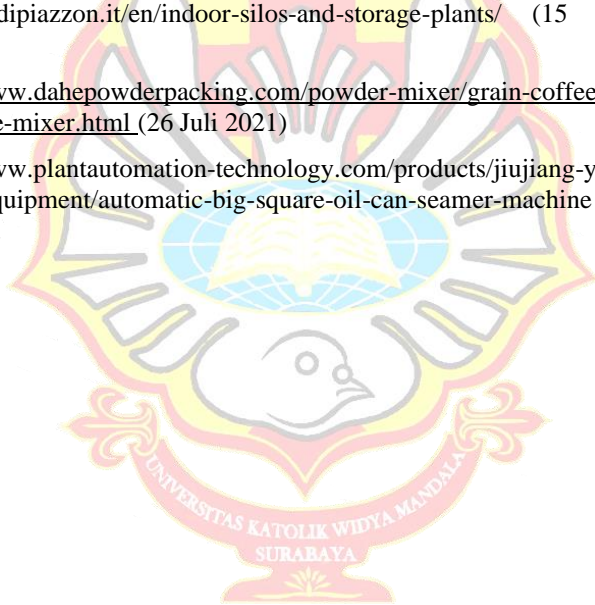 dipiazzon.it/en/indoor-silos-and-storage-plants/ (15
ww.dahepowderpacking.com/powder-mixer/grain-coffee
e-mixer.html (26 Juli 2021)
ww.plantautomation-technology.com/products/jiujiang-y
quipment/automatic-big-square-oil-can-seamer-machine
UNIVERSITAS KATOLIK WIDYA MANDALA
SURABAYA